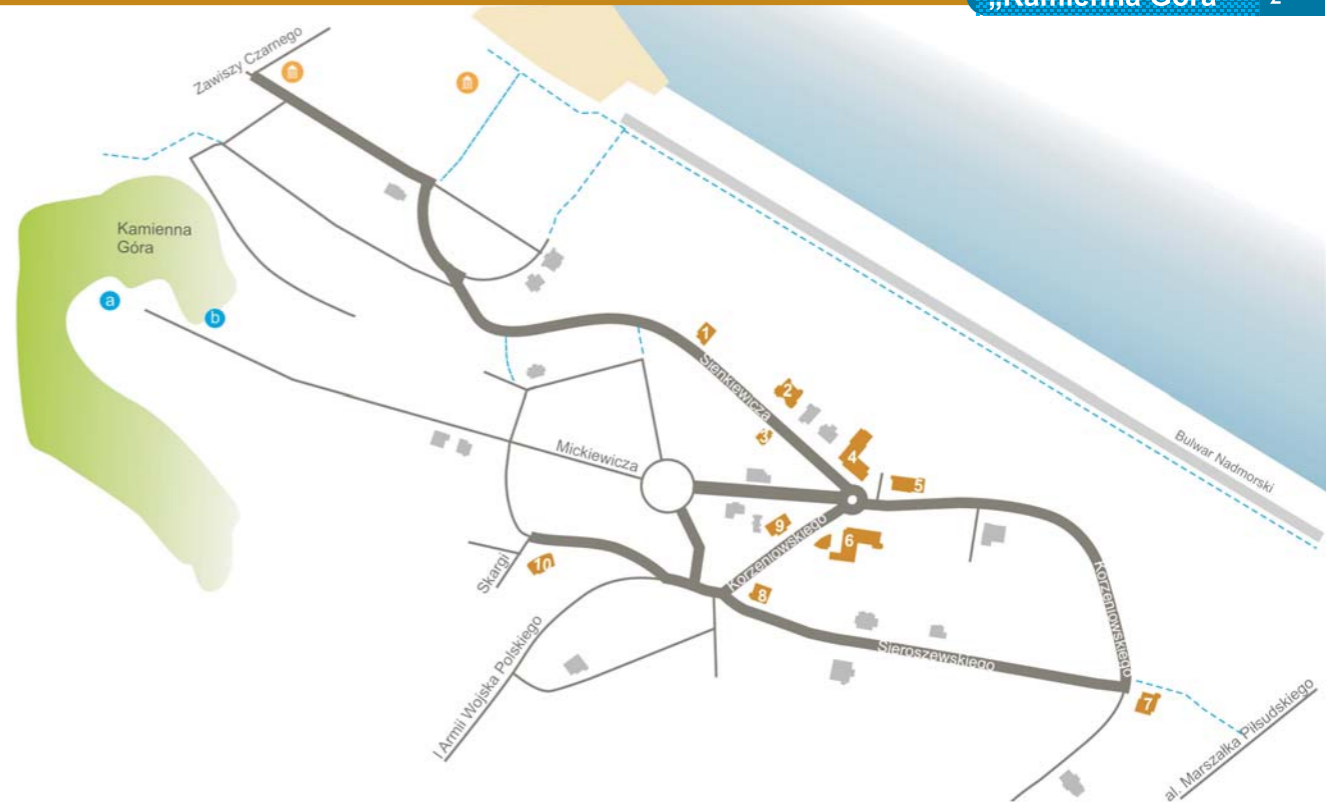 „Kamienna Góra” 2
Zawiszy Czarnego
Kamienna
Góra
a
b
1
Sienkiewicza
2
3
Mickiewicza
4
Bulwar Nadmorski
5
9
6
Korzeniowskiego
10
Skargi
8
Korzeniowskiego
I Armii Wojska Polskiego
Sieroszewskiego
7
al. Marszałka Piłsudskiego